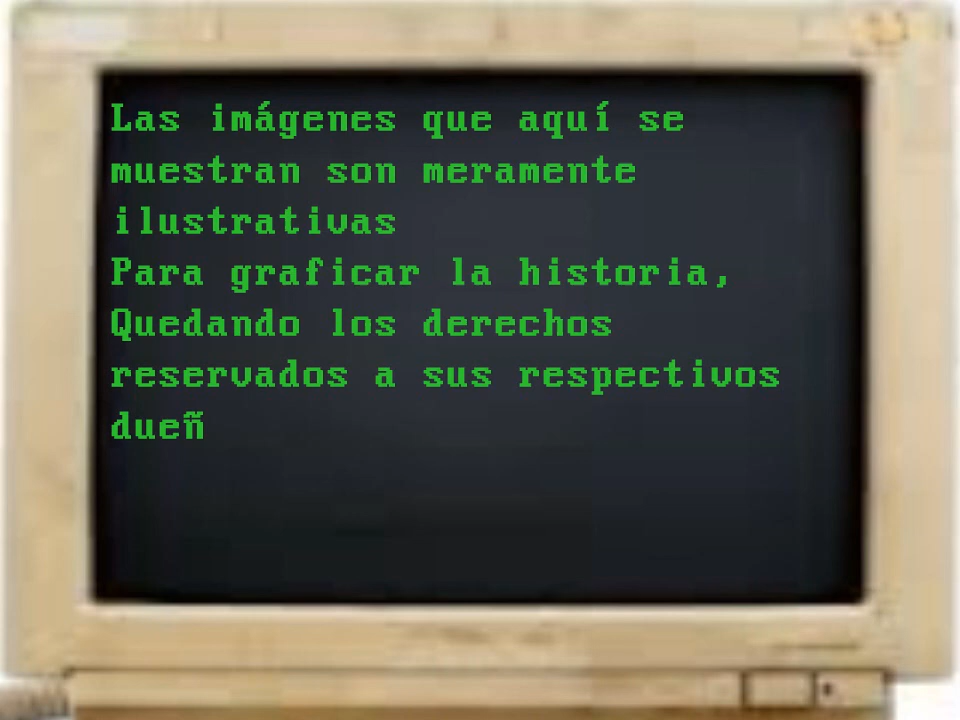 Las imágenes que aquí se
muestran son meramente
ilustrativas
Para graficar la historia,
Quedando los derechos
reservados a sus respectivos
dueñ